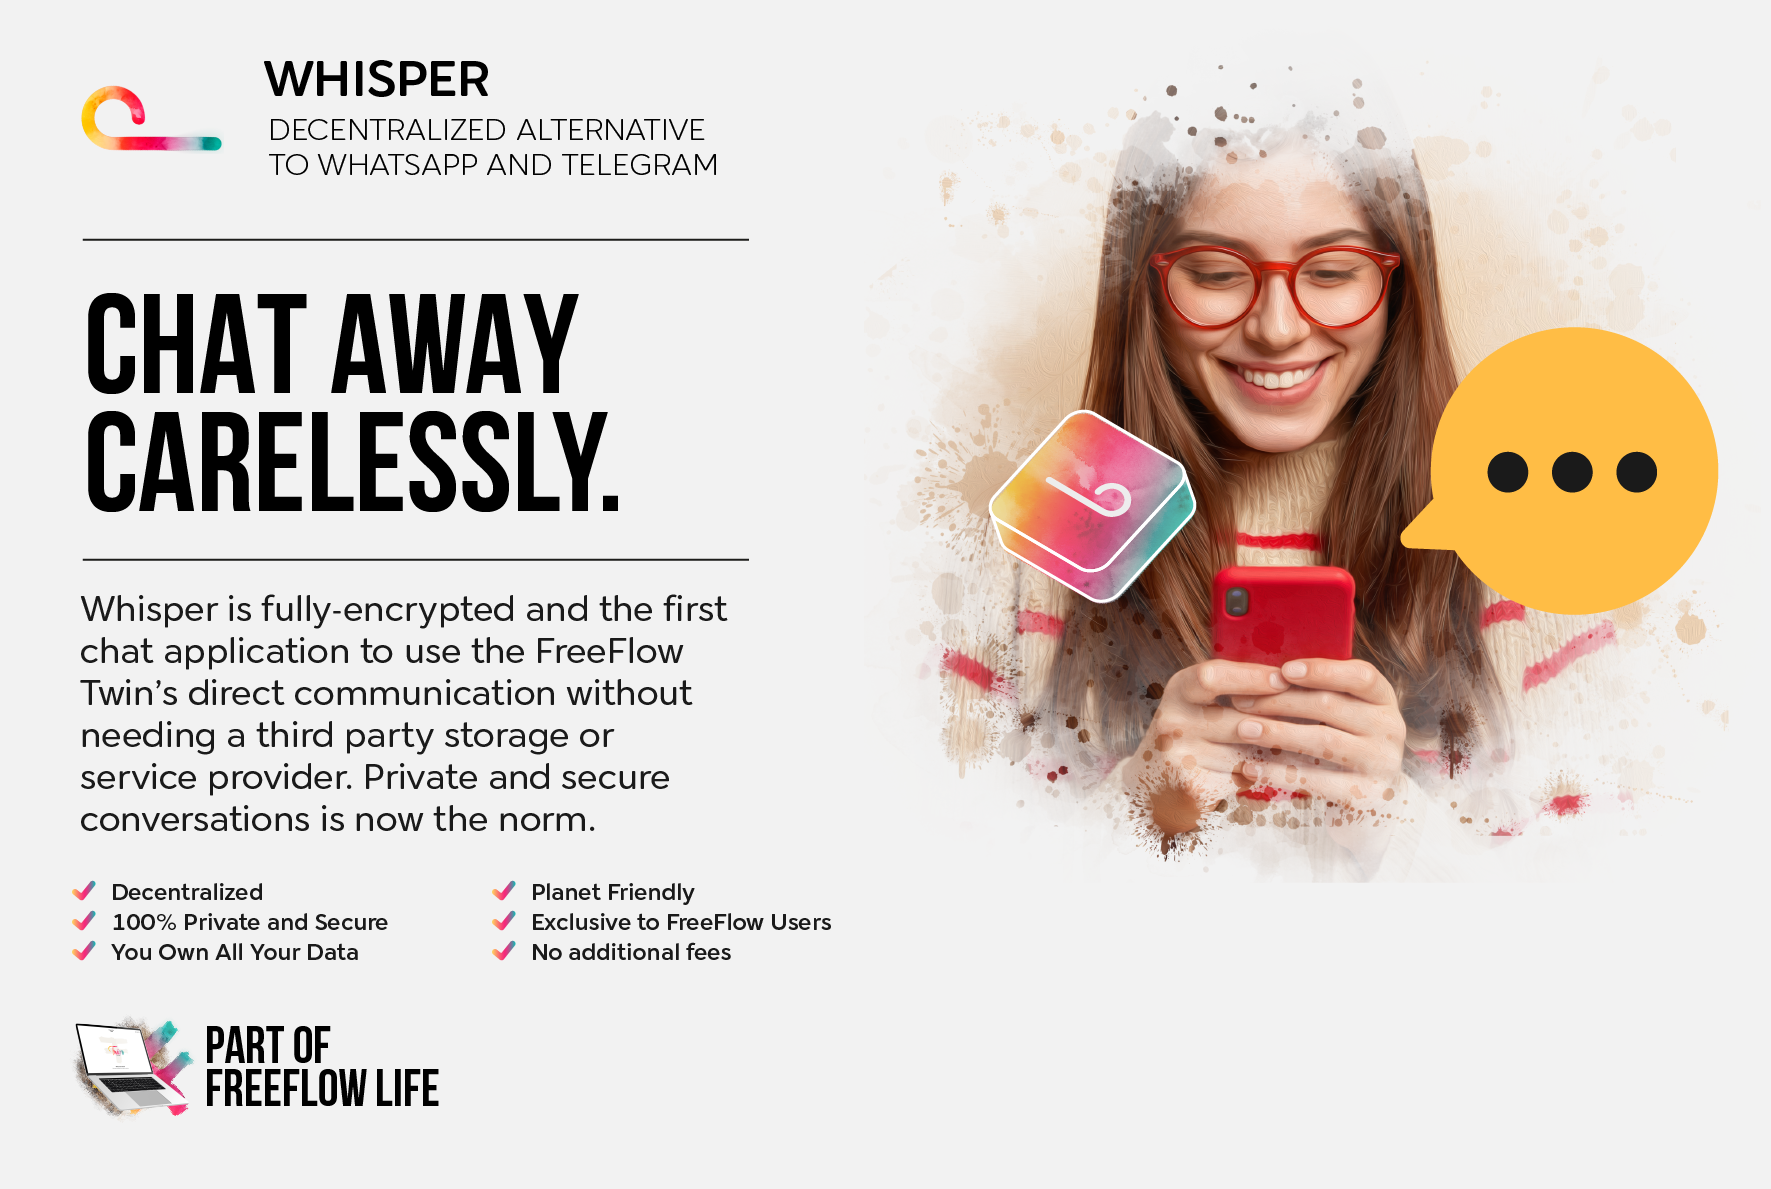 WHISPER
DECENTRALIZED ALTERNATIVE
TO WHATSAPP AND TELEGRAM
CHAT AWAY
CARELESSLY.
Whisper is fully-encrypted and the first
chat application to use the FreeFlow
Twin’s direct communication without
needing a third party storage or
service provider. Private and secure
conversations is now the norm.
Decentralized
100% Private and Secure
You Own All Your Data
Planet Friendly
Exclusive to FreeFlow Users
No additional fees
PART OF
FREEFLOW LIFE